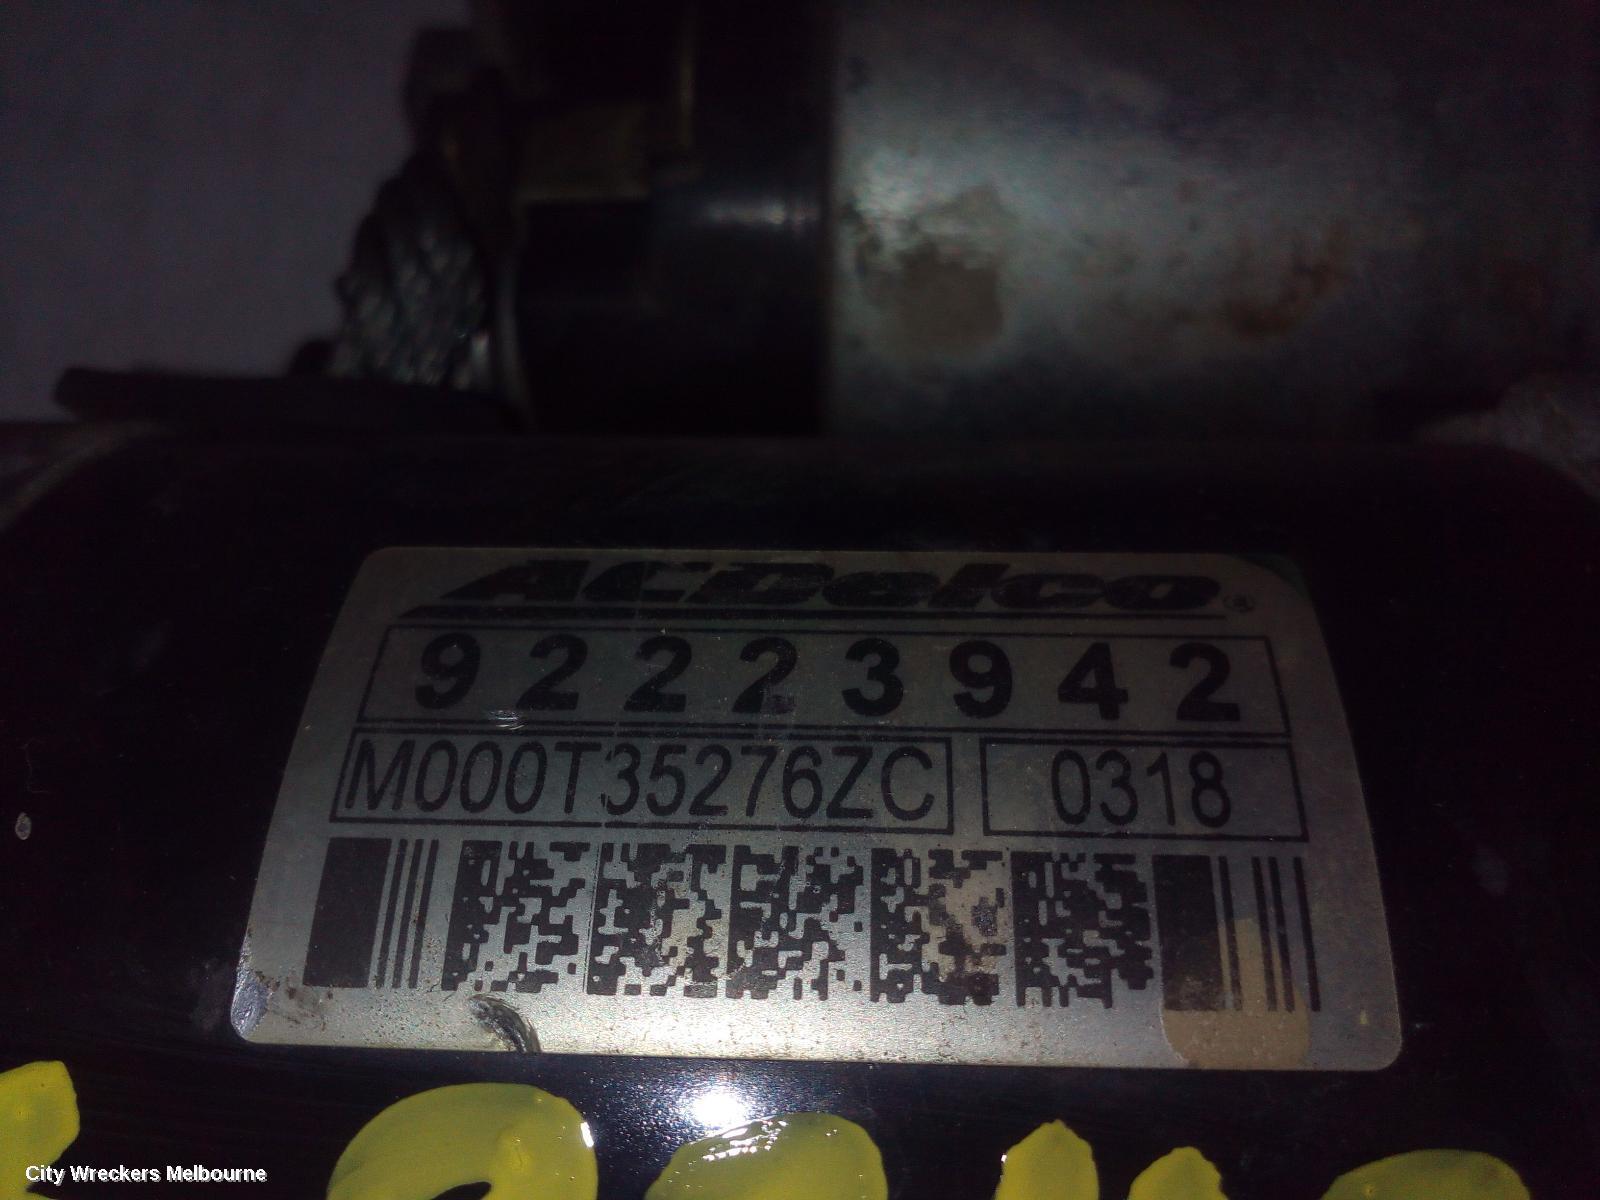 ACDelco®
92223942
M000T35276ZC 0318
City Wreckers Melbourne